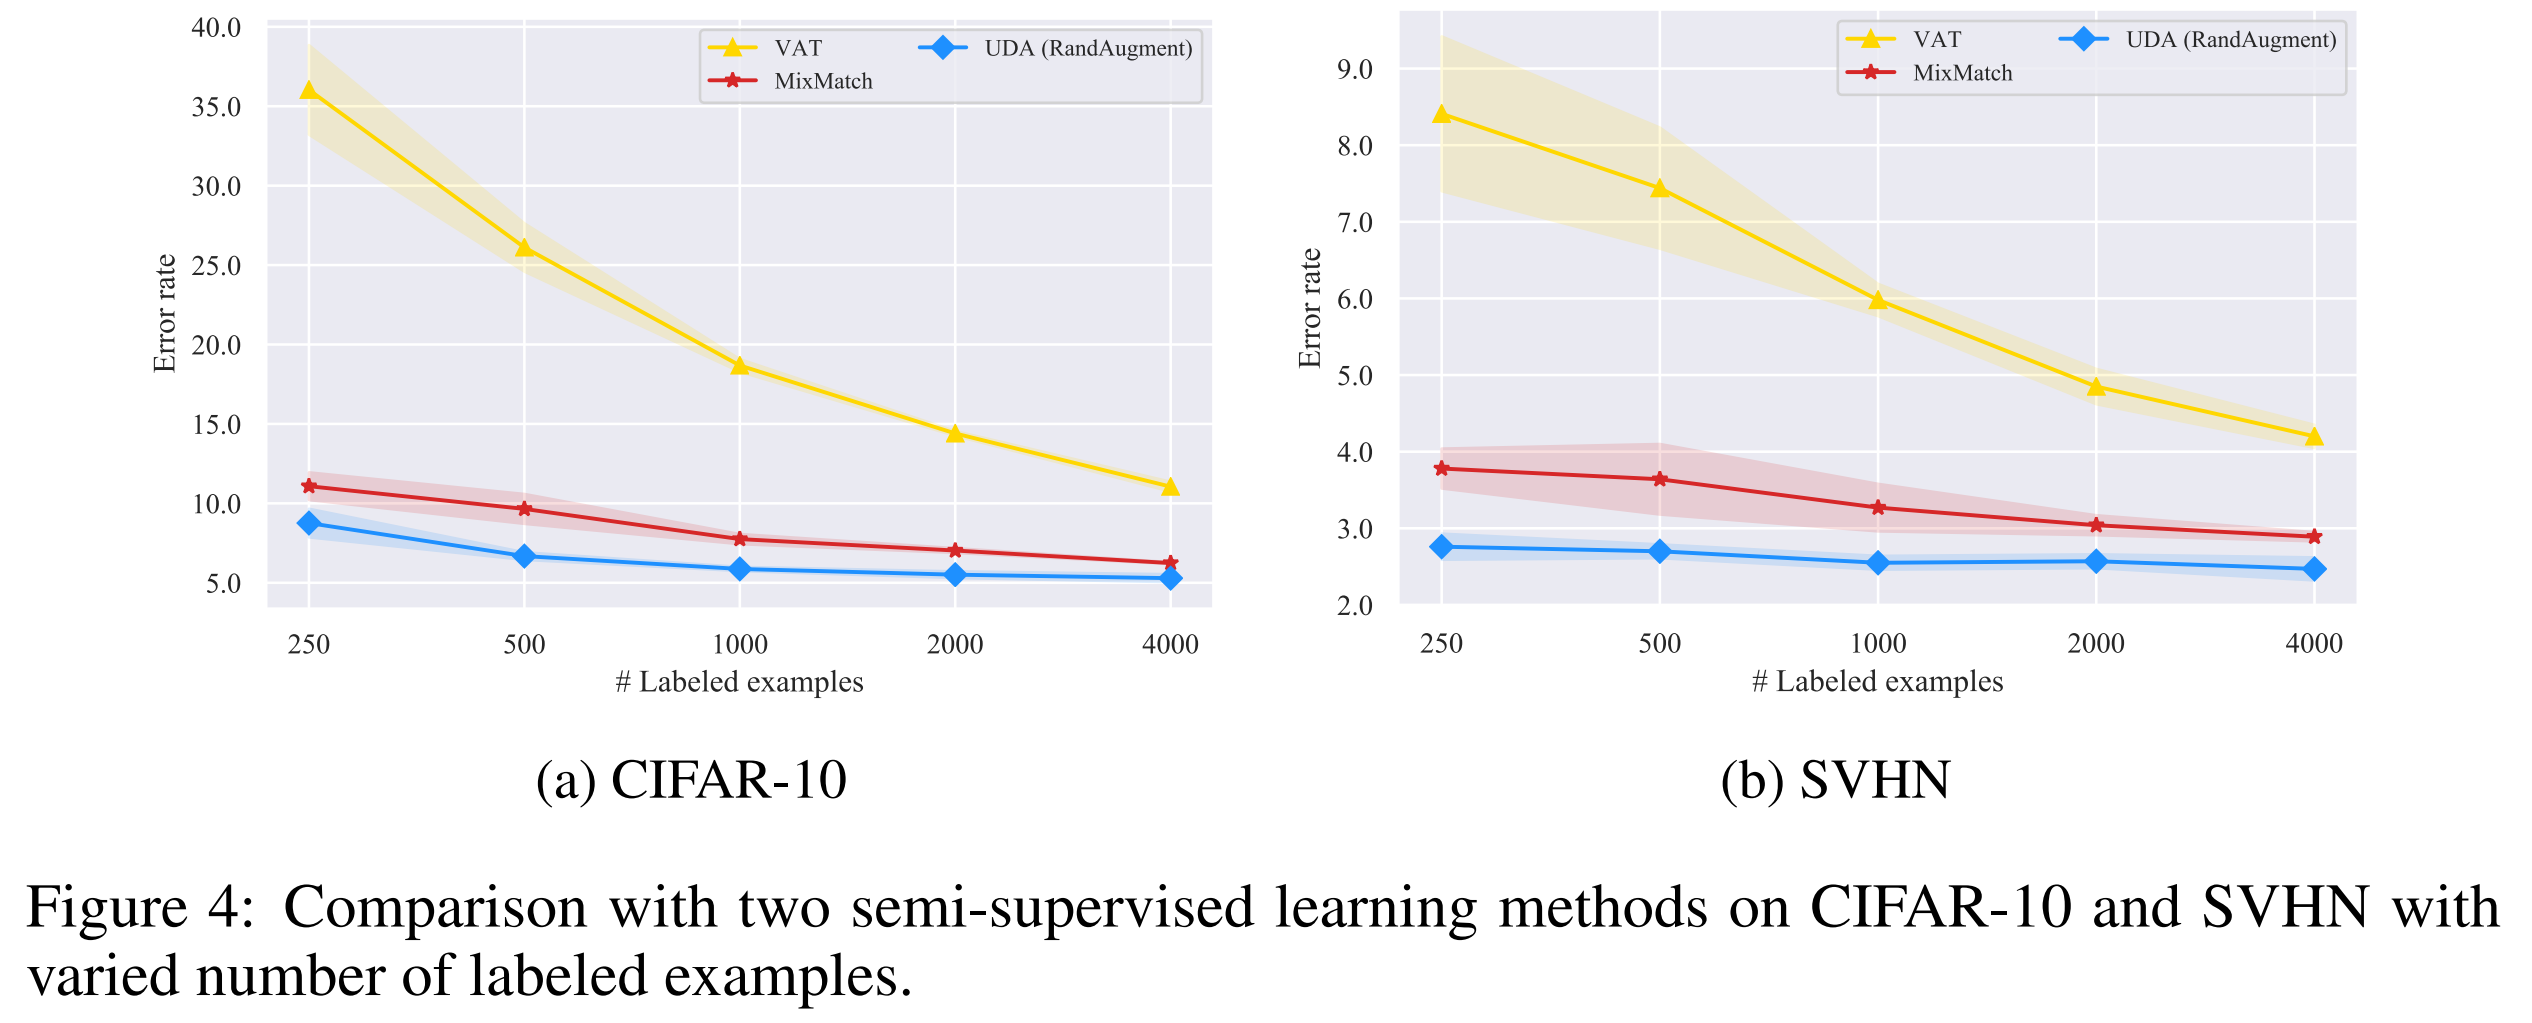 40.0
35.0
30.0
25.0
20.0
15.0
10.0
5.0
Error rate
VAT
MixMatch
UDA (RandAugment)
250 500 1000 2000 4000
# Labeled examples
(a) CIFAR-10
9.0
8.0
7.0
6.0
5.0
4.0
3.0
2.0
Error rate
VAT
MixMatch
UDA (RandAugment)
250 500 1000 2000 4000
# Labeled examples
(b) SVHN
Figure 4: Comparison with two semi-supervised learning methods on CIFAR-10 and SVHN with
varied number of labeled examples.